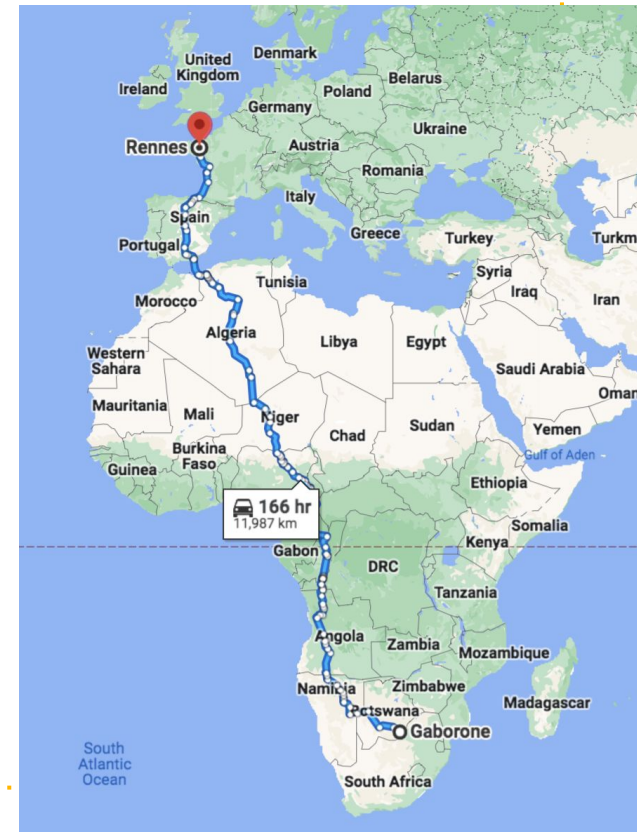 Denmark
United
Kingdom
Ireland
Belarus
Poland
Germany
Rennes
Ukraine
Austria
Romania
Italy
Spain
Portugal
Greece
Turkey
Turkm
Syria
Tunisia
Iraq
Iran
Morocco
Algeria
Libya
Egypt
Western
Sahara
Saudi Arabia
Oman
Mauritania
Mali
Niger
Chad
Sudan
Yemen
Gulf of Aden
Burkina
Faso
Guinea
Ethiopia
166 hr
11,987 km
Somalia
Kenya
Gabon
DRC
Tanzania
Angola
Zambia
Mozambique
Namibia
Zimbabwe
Madagascar
Botswana
Gaborone
South
Atlantic
Ocean
South Africa